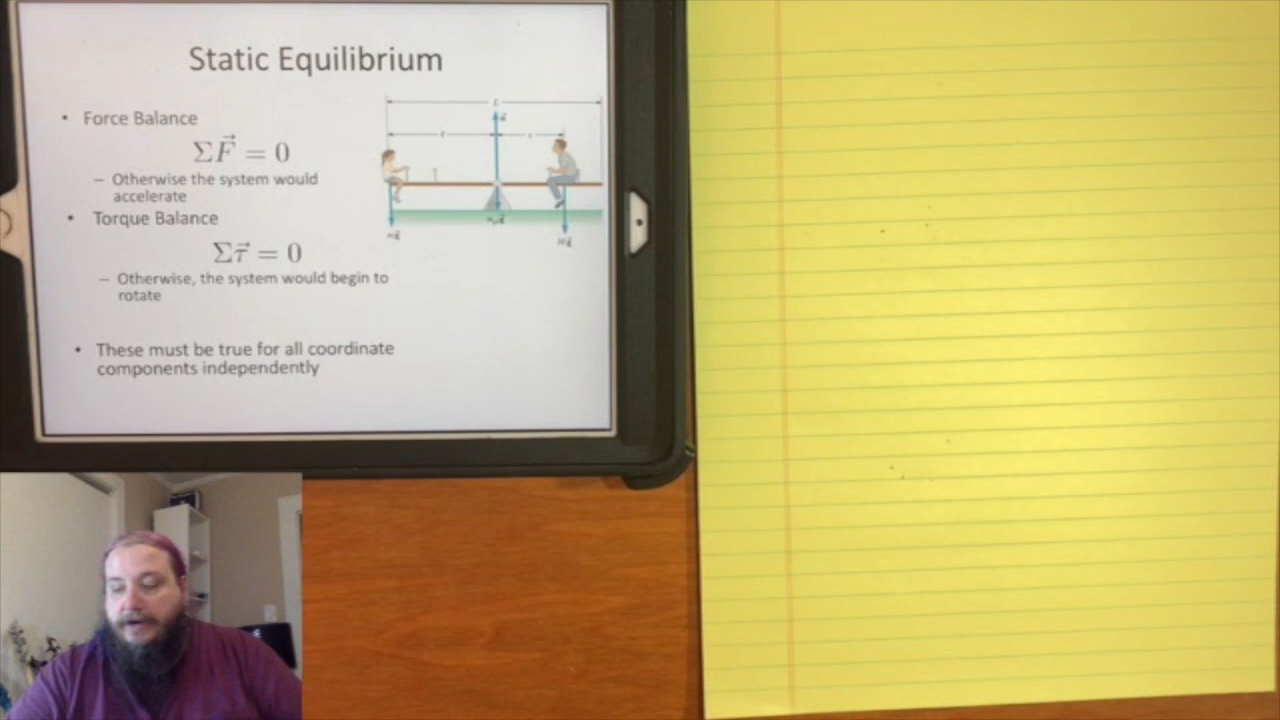 Static Equilibrium
• Force Balance
ΣF⃗ = 0
– Otherwise the system would
accelerate
• Torque Balance
Στ⃗ = 0
– Otherwise, the system would begin to
rotate
• These must be true for all coordinate
components independently
L